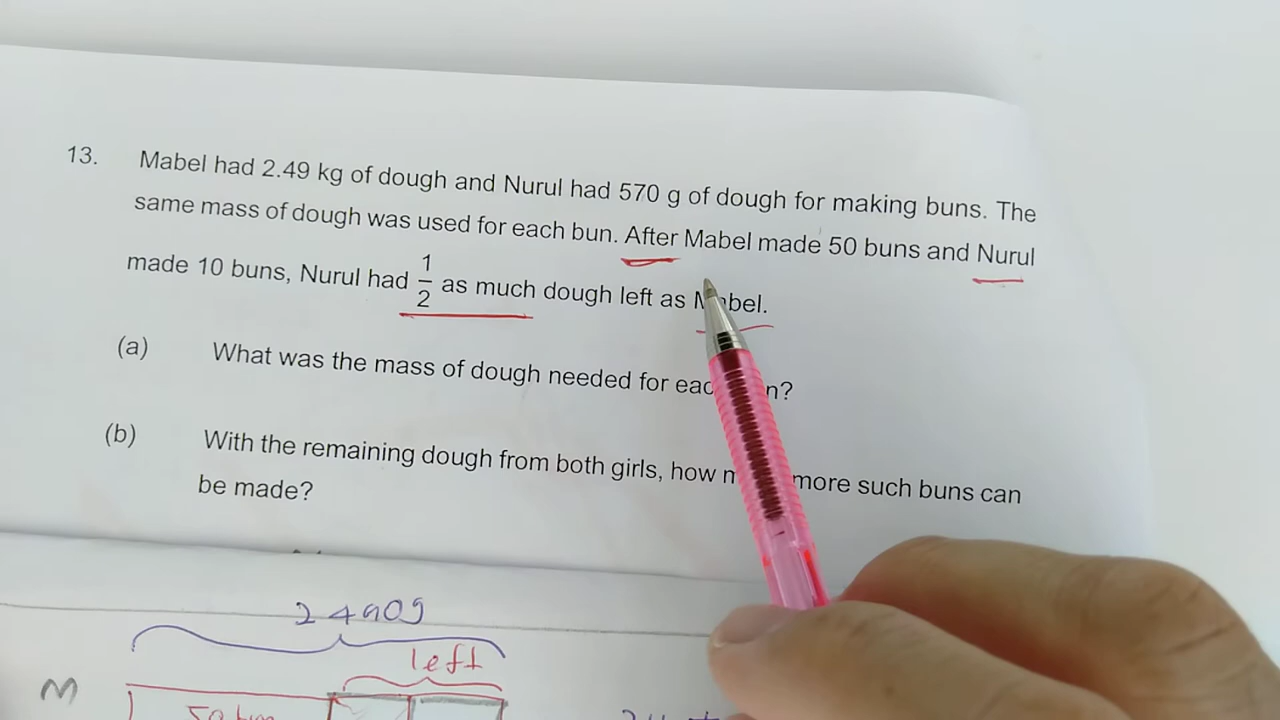 13. Mabel had 2.49 kg of dough and Nurul had 570 g of dough for making buns. The
same mass of dough was used for each bun. After Mabel made 50 buns and Nurul
made 10 buns, Nurul had 1/2 as much dough left as Mabel.
(a) What was the mass of dough needed for each
(b) With the remaining dough from both girls, how more such buns can
be made?
2490g
left
M